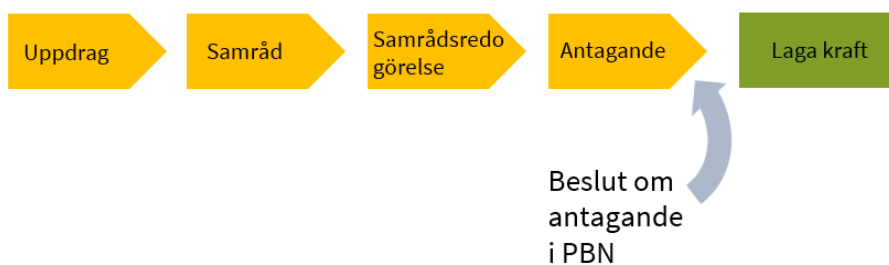 Uppdrag
Samråd
Samrådsredo
görelse
Antagande
Laga kraft
Beslut om
antagande
i PBN